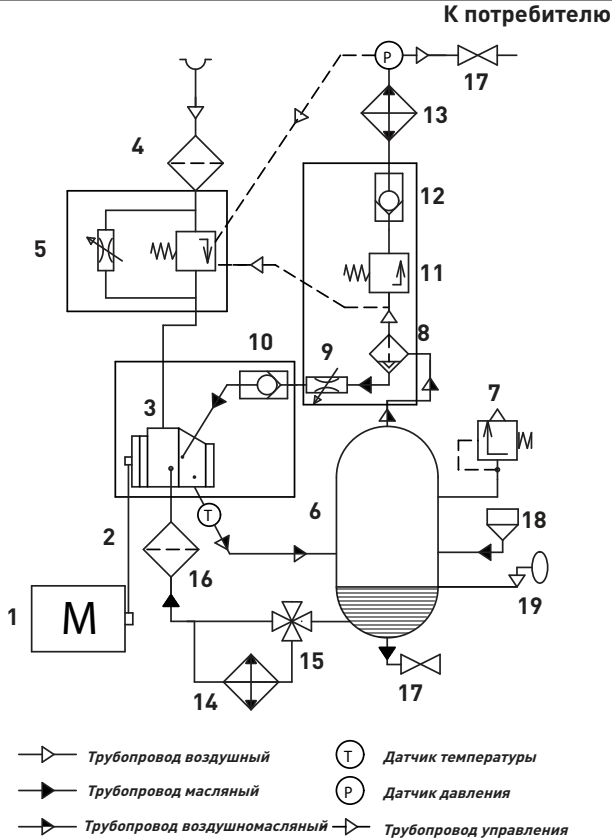 К потребителю
P
17
13
4
12
5
11
8
9
10
7
3
6
18
T
2
16
19
1
M
15
14
17
Трубопровод воздушный
T
Датчик температуры
Трубопровод масляный
P
Датчик давления
Трубопровод воздушномасляный
Трубопровод управления